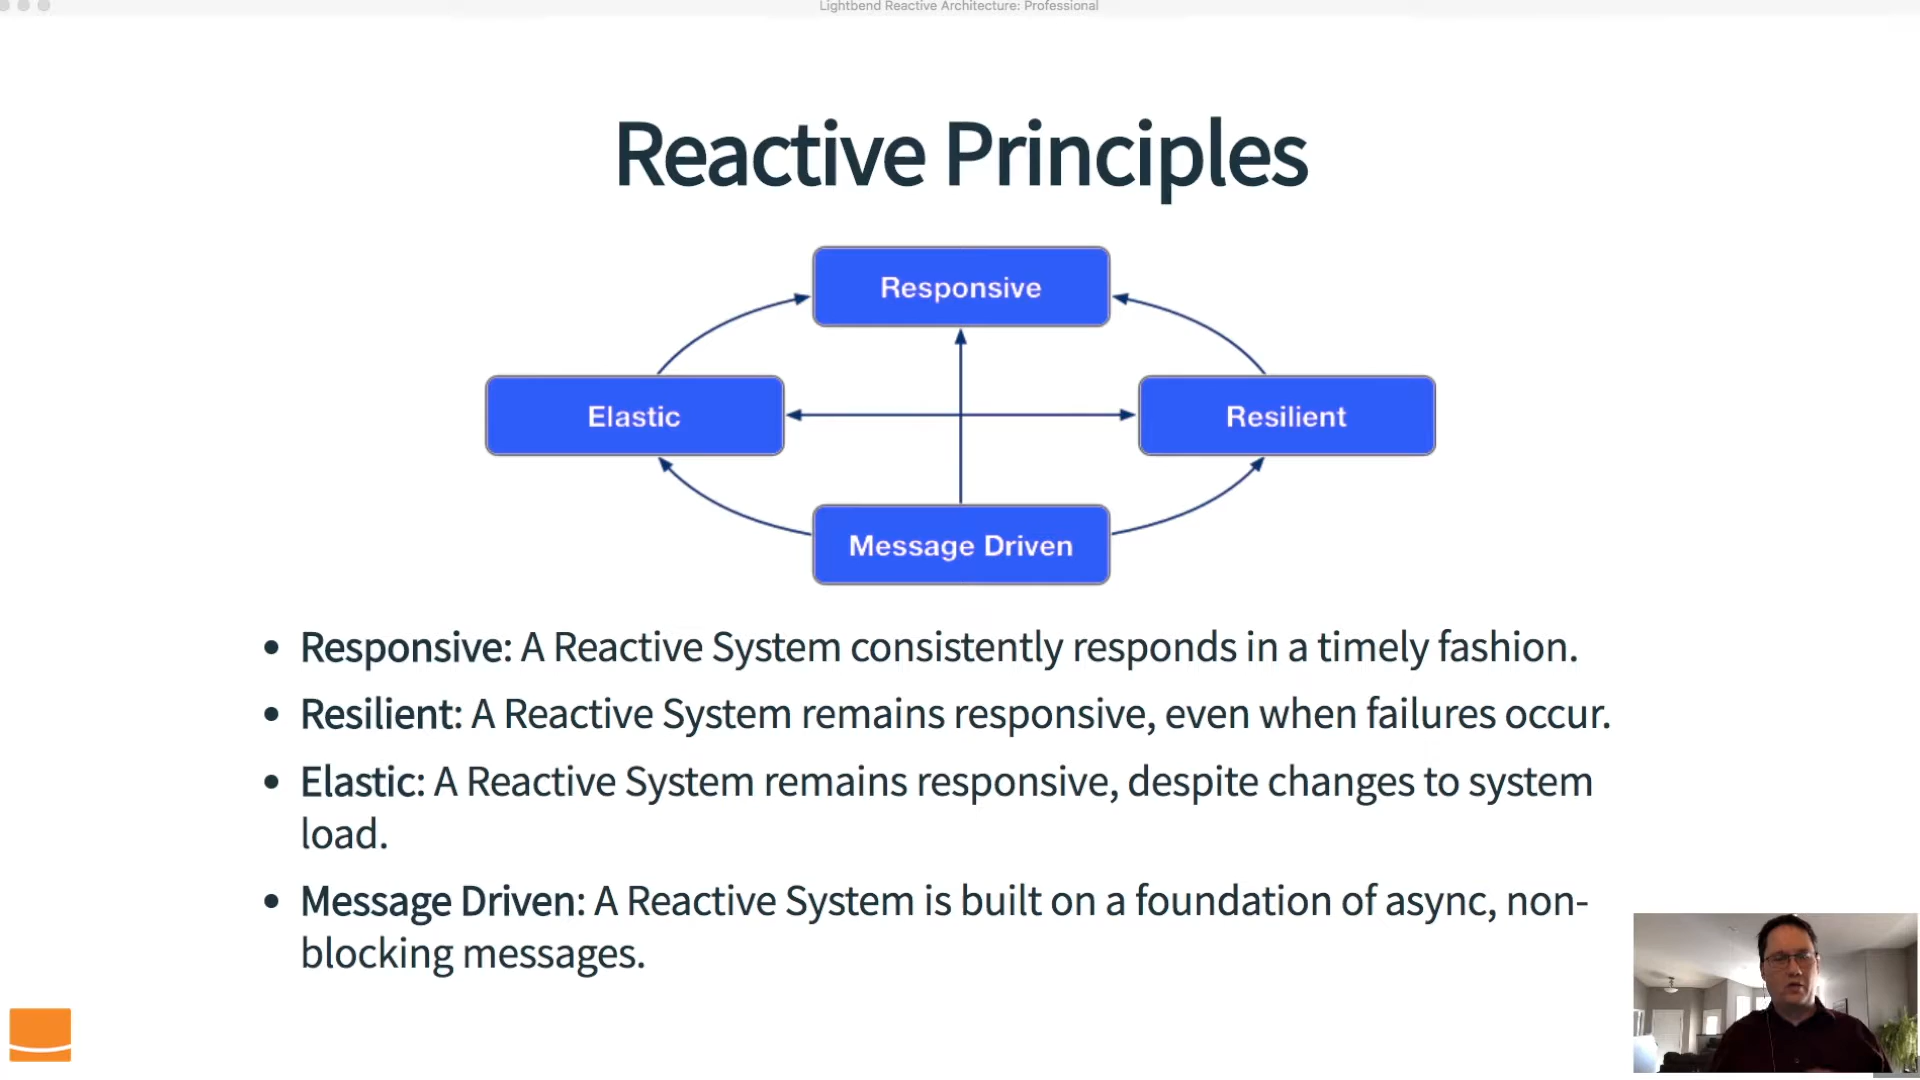 Lightbend Reactive Architecture: Professional
Reactive Principles
Responsive
Elastic
Resilient
Message Driven
• Responsive: A Reactive System consistently responds in a timely fashion.
• Resilient: A Reactive System remains responsive, even when failures occur.
• Elastic: A Reactive System remains responsive, despite changes to system
load.
• Message Driven: A Reactive System is built on a foundation of async, non-
blocking messages.